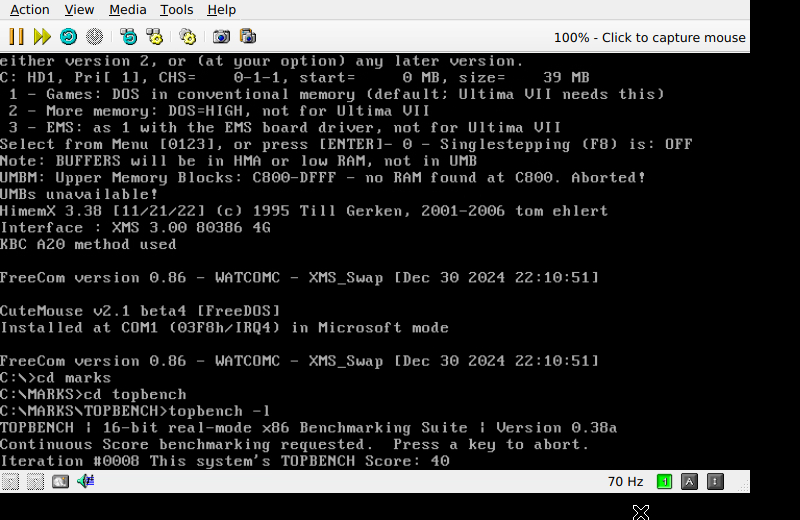 Action View Media Tools Help
100% - Click to capture mouse
either version 2, or (at your option) any later version.
C: HD1, Pri[ 1], CHS=    0-1-1, start=     0 MB, size=    39 MB
1 - Games: DOS in conventional memory (default; Ultima VII needs this)
2 - More memory: DOS=HIGH, not for Ultima VII
3 - EMS: as 1 with the EMS board driver, not for Ultima VII
Select from Menu [0123], or press [ENTER]- 0 - Singlestepping (F8) is: OFF
Note: BUFFERS will be in HMA or low RAM, not in UMB
UMBM: Upper Memory Blocks: C800-DFFF - no RAM found at C800. Aborted!
UMBs unavailable!
HimemX 3.38 [11/21/22] (c) 1995 Till Gerken, 2001-2006 tom ehlert
Interface : XMS 3.00 80386 4G
KBC A20 method used
FreeCom version 0.86 - WATCOMC - XMS_Swap [Dec 30 2024 22:10:51]
CuteMouse v2.1 beta4 [FreeDOS]
Installed at COM1 (03F8h/IRQ4) in Microsoft mode
FreeCom version 0.86 - WATCOMC - XMS_Swap [Dec 30 2024 22:10:51]
C:\>cd marks
C:\MARKS>cd topbench
C:\MARKS\TOPBENCH>topbench -l
TOPBENCH | 16-bit real-mode x86 Benchmarking Suite | Version 0.38a
Continuous Score benchmarking requested.  Press a key to abort.
Iteration #0008 This system's TOPBENCH Score: 40
70 Hz
A